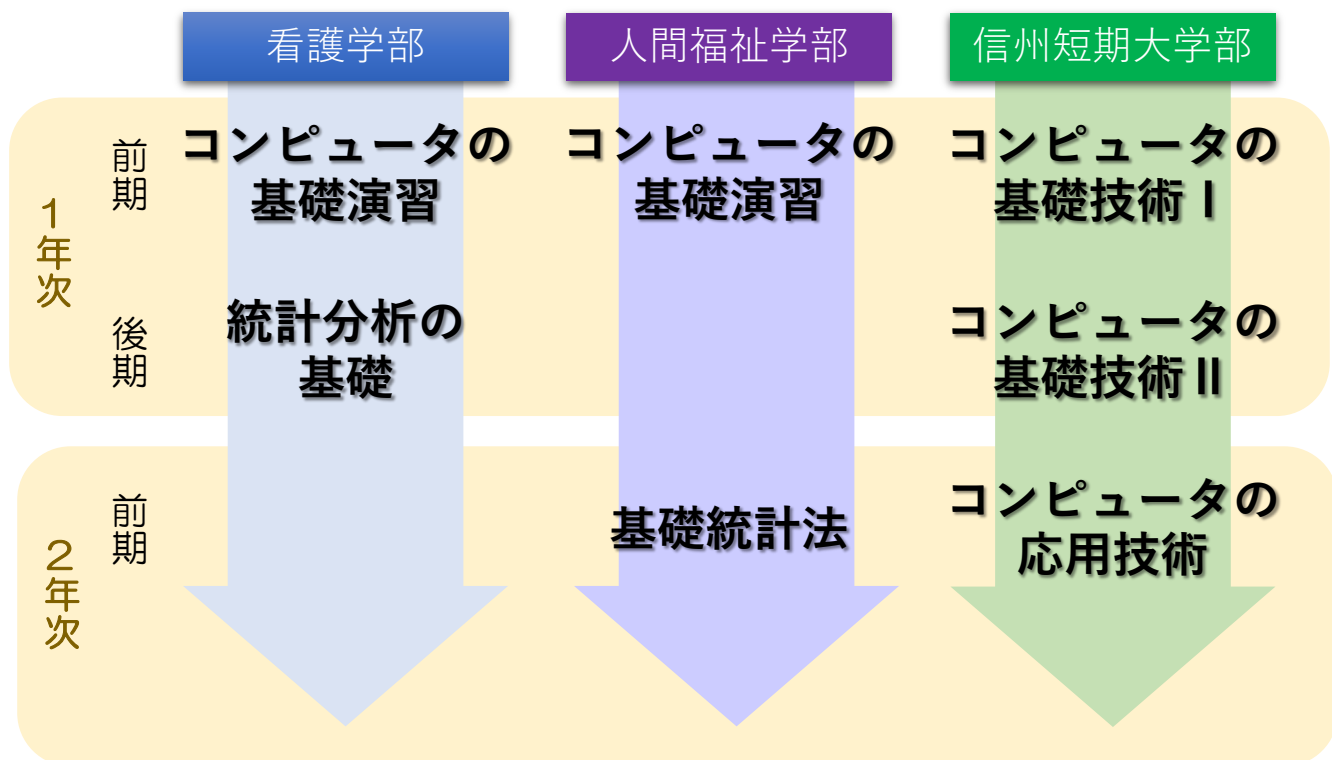 看護学部
人間福祉学部
信州短期大学部
1年次
前期
コンピュータの
基礎演習
コンピュータの
基礎演習
コンピュータの
基礎技術Ⅰ
後期
統計分析の
基礎
コンピュータの
基礎技術Ⅱ
2年次
前期
基礎統計法
コンピュータの
応用技術